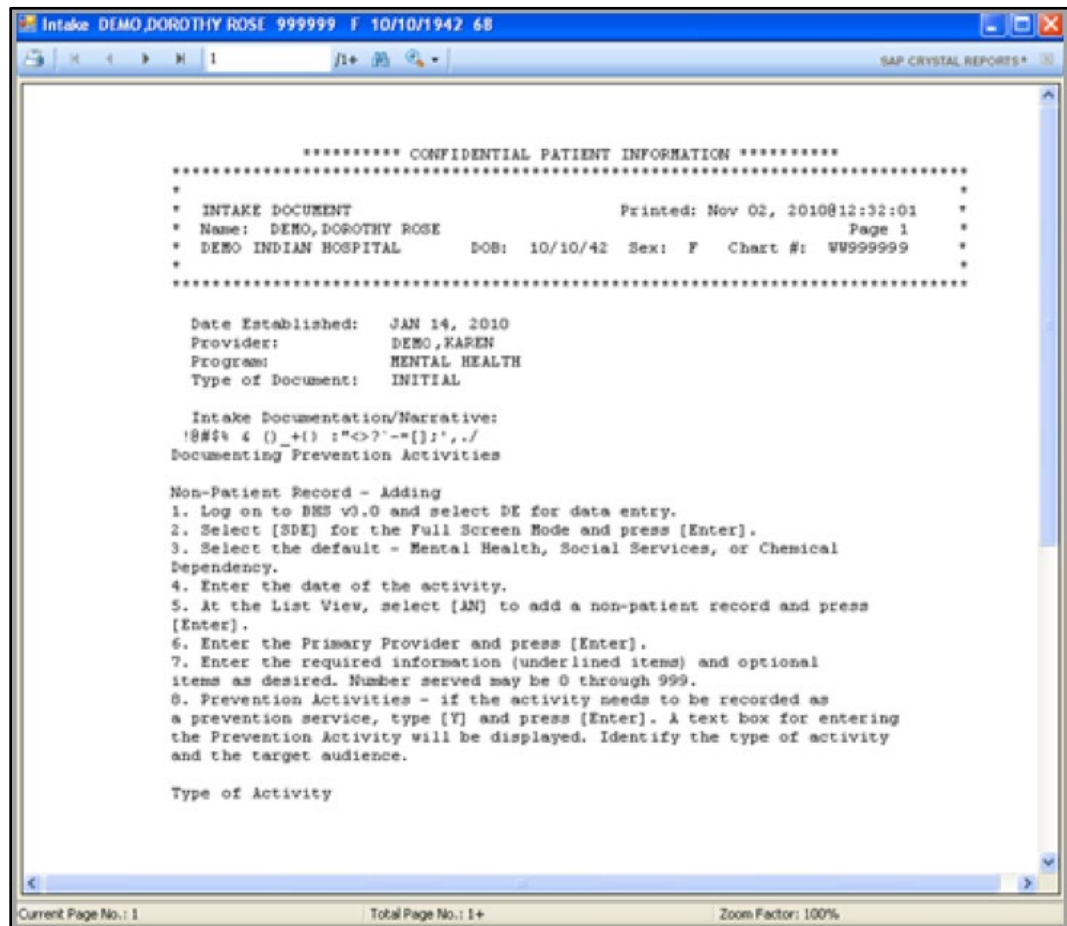 Intake DEMO,DOROTHY ROSE 999999 F 10/10/1942 68
1 /1+ SAP CRYSTAL REPORTS
********** CONFIDENTIAL PATIENT INFORMATION **********
********************************************************************************
* *
* INTAKE DOCUMENT Printed: Nov 02, 2010@12:32:01 *
* Name: DEMO,DOROTHY ROSE Page 1 *
* DEMO INDIAN HOSPITAL DOB: 10/10/42 Sex: F Chart #: WW999999 *
* *
********************************************************************************
Date Established: JAN 14, 2010
Provider: DEMO,KAREN
Program: MENTAL HEALTH
Type of Document: INITIAL
Intake Documentation/Narrative:
!@#$% & ()_+{} :"<>?`-=[];',./
Documenting Prevention Activities
Non-Patient Record - Adding
1. Log on to BHS v3.0 and select DE for data entry.
2. Select [SDE] for the Full Screen Mode and press [Enter].
3. Select the default - Mental Health, Social Services, or Chemical
Dependency.
4. Enter the date of the activity.
5. At the List View, select [AN] to add a non-patient record and press
[Enter].
6. Enter the Primary Provider and press [Enter].
7. Enter the required information (underlined items) and optional
items as desired. Number served may be 0 through 999.
8. Prevention Activities - if the activity needs to be recorded as
a prevention service, type [Y] and press [Enter]. A text box for entering
the Prevention Activity will be displayed. Identify the type of activity
and the target audience.
Type of Activity
Current Page No.: 1 Total Page No.: 1+ Zoom Factor: 100%